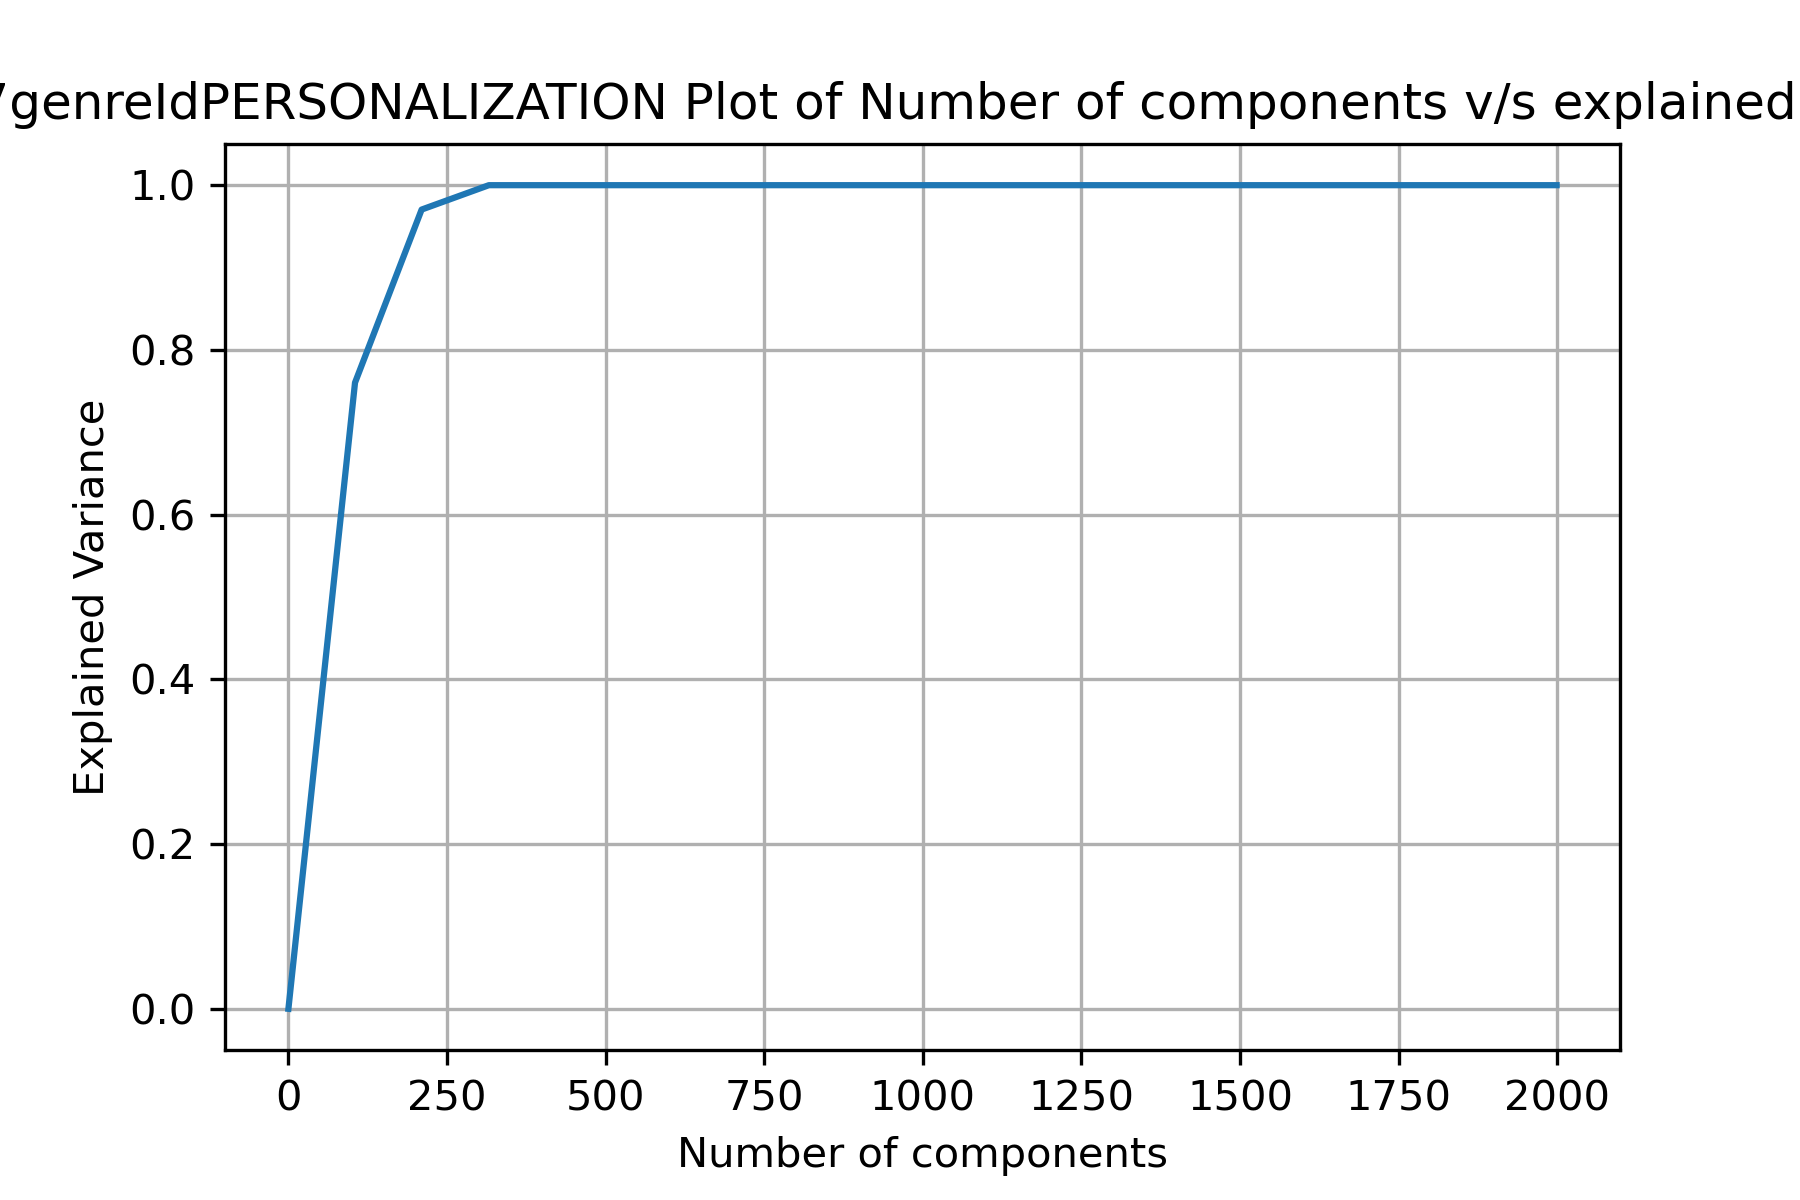 genreIdPERSONALIZATION Plot of Number of components v/s explained
1.0
0.8
0.6
0.4
0.2
0.0
Explained Variance
0 250 500 750 1000 1250 1500 1750 2000
Number of components